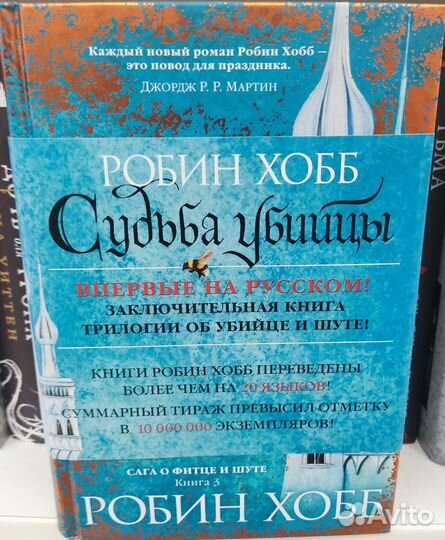 Каждый новый роман Робин Хобб –
это повод для праздника.
Джордж Р. Р. Мартин
РОБИН ХОББ
Судьба убийцы
ВПЕРВЫЕ НА РУССКОМ!
ЗАКЛЮЧИТЕЛЬНАЯ КНИГА
ТРИЛОГИИ ОБ УБИЙЦЕ И ШУТЕ!
КНИГИ РОБИН ХОББ ПЕРЕВЕДЕНЫ
БОЛЕЕ ЧЕМ НА 20 ЯЗЫКОВ!
СУММАРНЫЙ ТИРАЖ ПРЕВЫСИЛ ОТМЕТКУ
В 10 000 000 ЭКЗЕМПЛЯРОВ!
САГА О ФИТЦЕ И ШУТЕ
Книга 3
РОБИН ХОББ
Avito